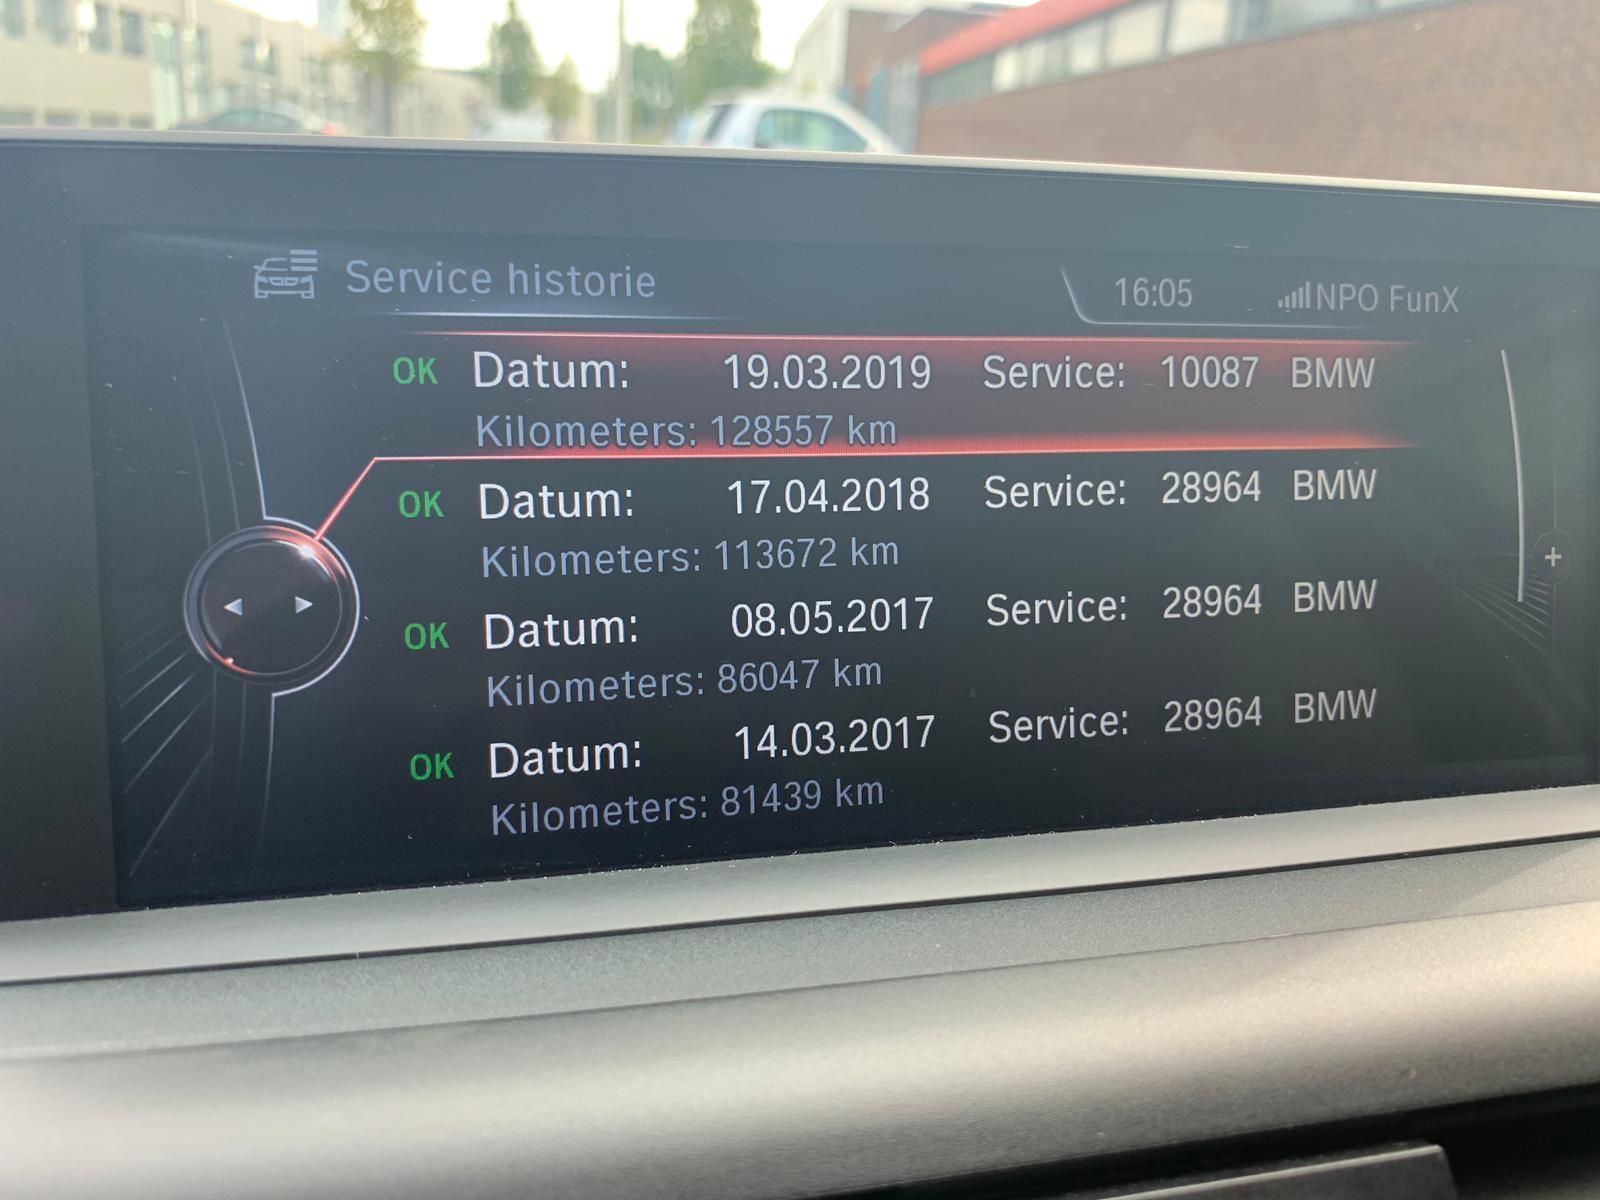 Service historie 16:05 NPO FunX
OK Datum: 19.03.2019 Service: 10087 BMW
Kilometers: 128557 km
OK Datum: 17.04.2018 Service: 28964 BMW
Kilometers: 113672 km
OK Datum: 08.05.2017 Service: 28964 BMW
Kilometers: 86047 km
OK Datum: 14.03.2017 Service: 28964 BMW
Kilometers: 81439 km